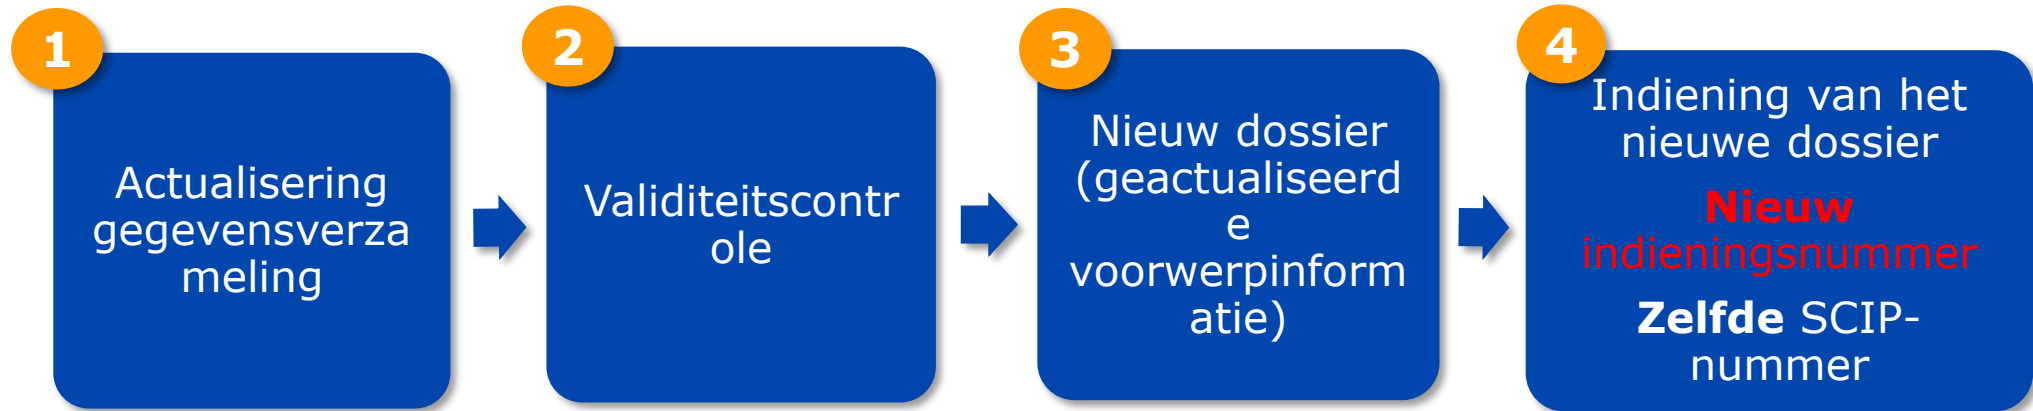 1
Actualisering
gegevensverza
meling
2
Validiteitscontr
ole
3
Nieuw dossier
(geactualiseerd
e
voorwerpinform
atie)
4
Indiening van het
nieuwe dossier
Nieuw
indieningsnummer
Zelfde SCIP-
nummer